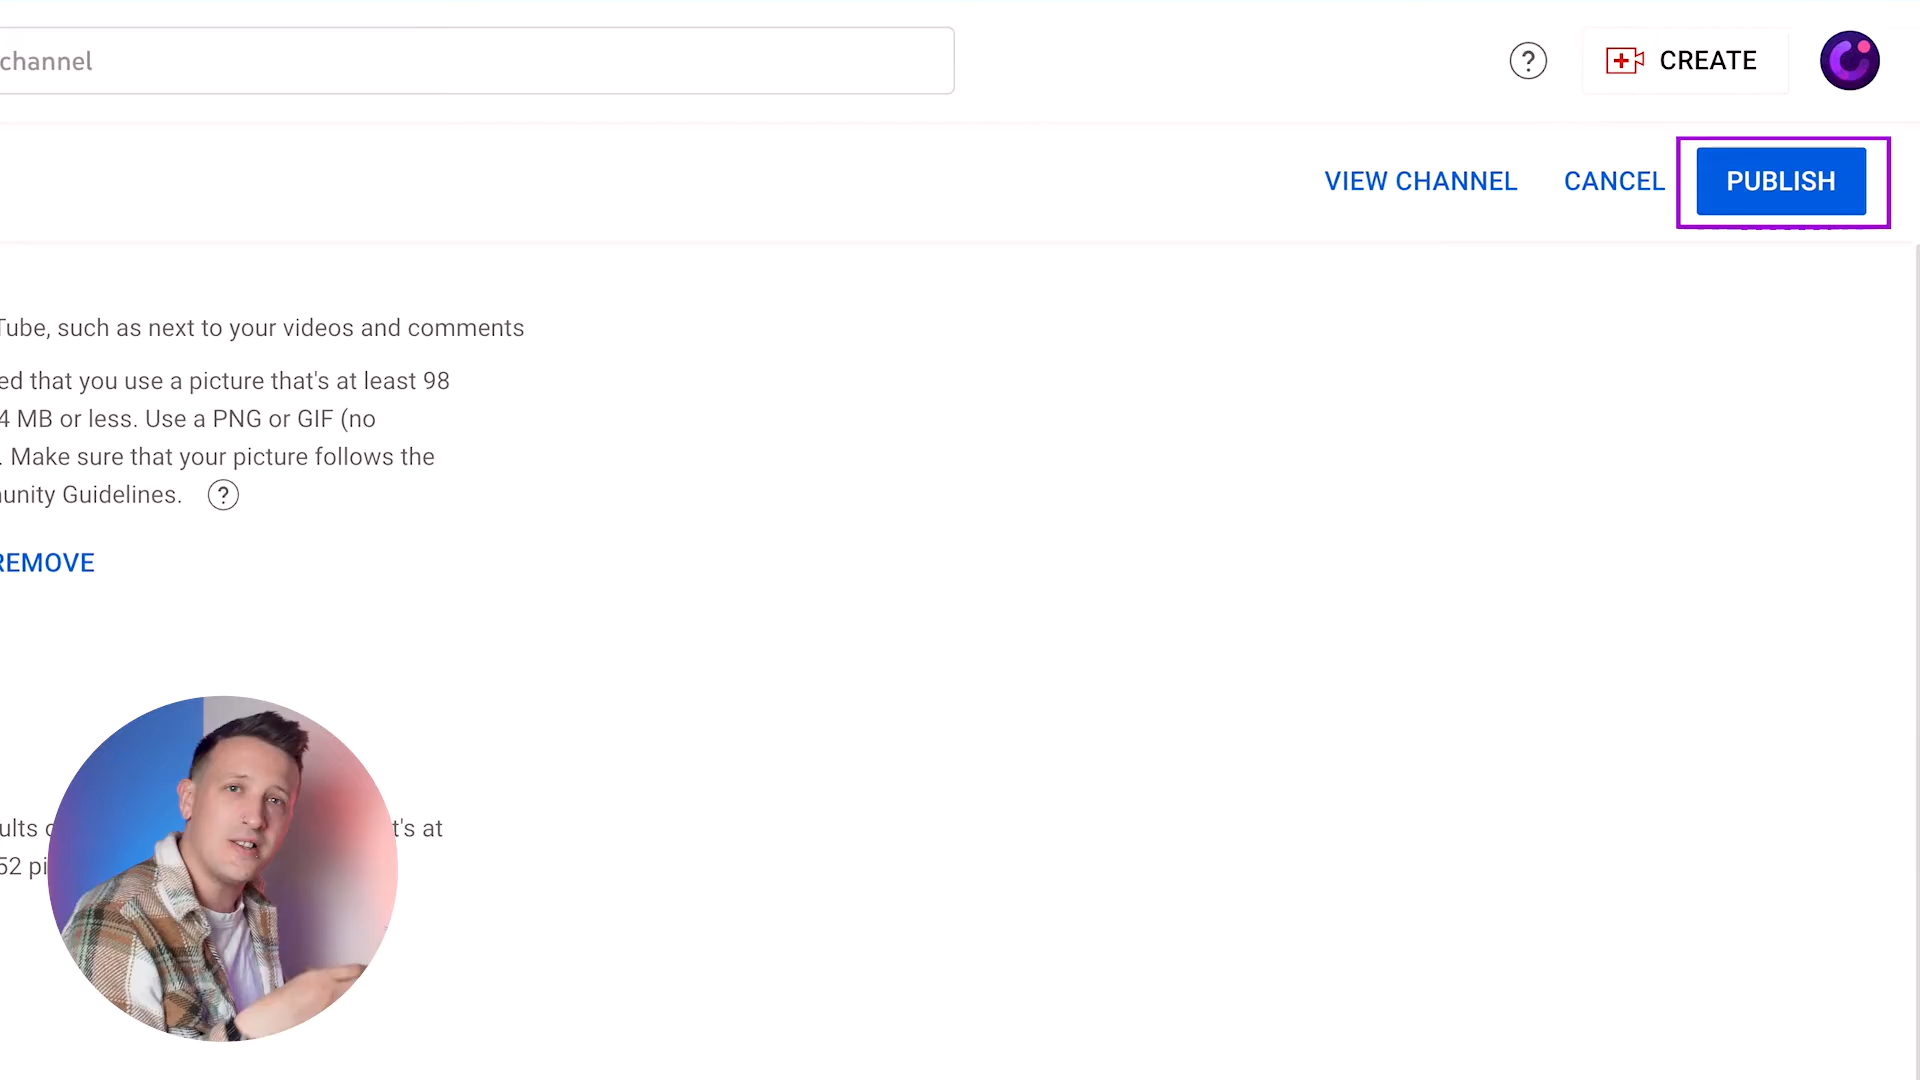 channel
CREATE
VIEW CHANNEL CANCEL PUBLISH
Tube, such as next to your videos and comments
ed that you use a picture that's at least 98
4 MB or less. Use a PNG or GIF (no
. Make sure that your picture follows the
unity Guidelines.
REMOVE
ults t's at
52 pi